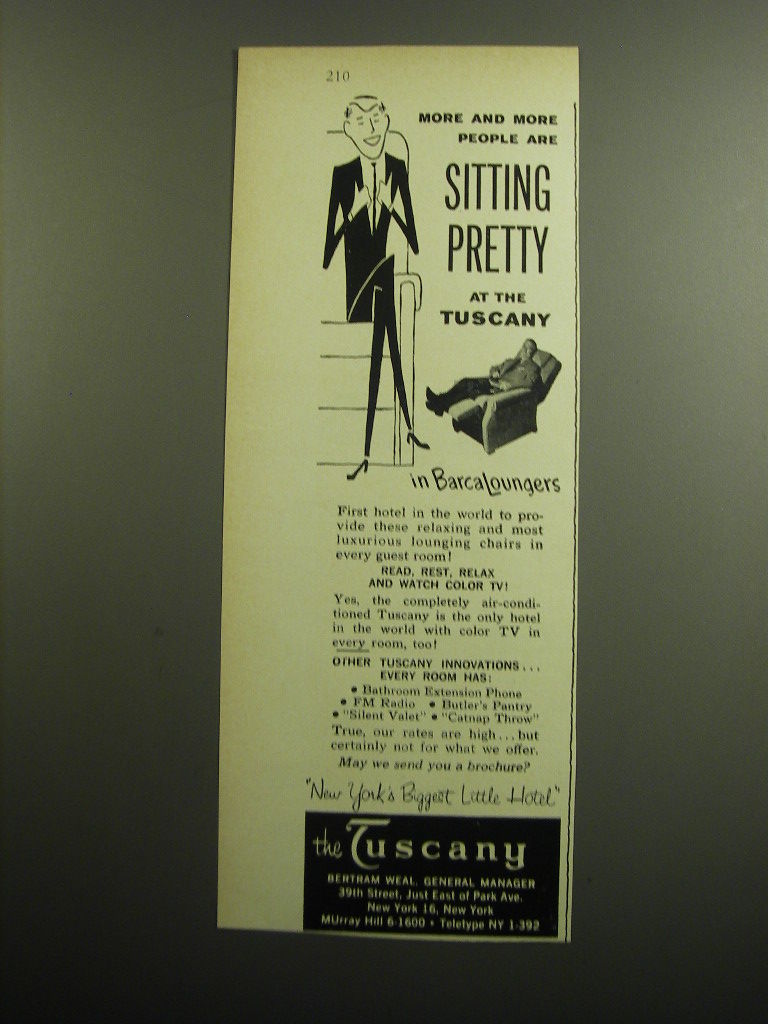 210
MORE AND MORE
PEOPLE ARE
SITTING
PRETTY
AT THE
TUSCANY
in BarcaLoungers
First hotel in the world to pro-
vide these relaxing and most
luxurious lounging chairs in
every guest room!
READ, REST, RELAX
AND WATCH COLOR TV!
Yes, the completely air-condi-
tioned Tuscany is the only hotel
in the world with color TV in
every room, too!
OTHER TUSCANY INNOVATIONS...
EVERY ROOM HAS:
• Bathroom Extension Phone
• FM Radio • Butler's Pantry
• "Silent Valet" • "Catnap Throw"
True, our rates are high...but
certainly not for what we offer.
May we send you a brochure?
"New York's Biggest Little Hotel"
the Tuscany
BERTRAM WEAL, GENERAL MANAGER
39th Street, Just East of Park Ave.
New York 16, New York
MUrray Hill 6-1600 • Teletype NY 1-392